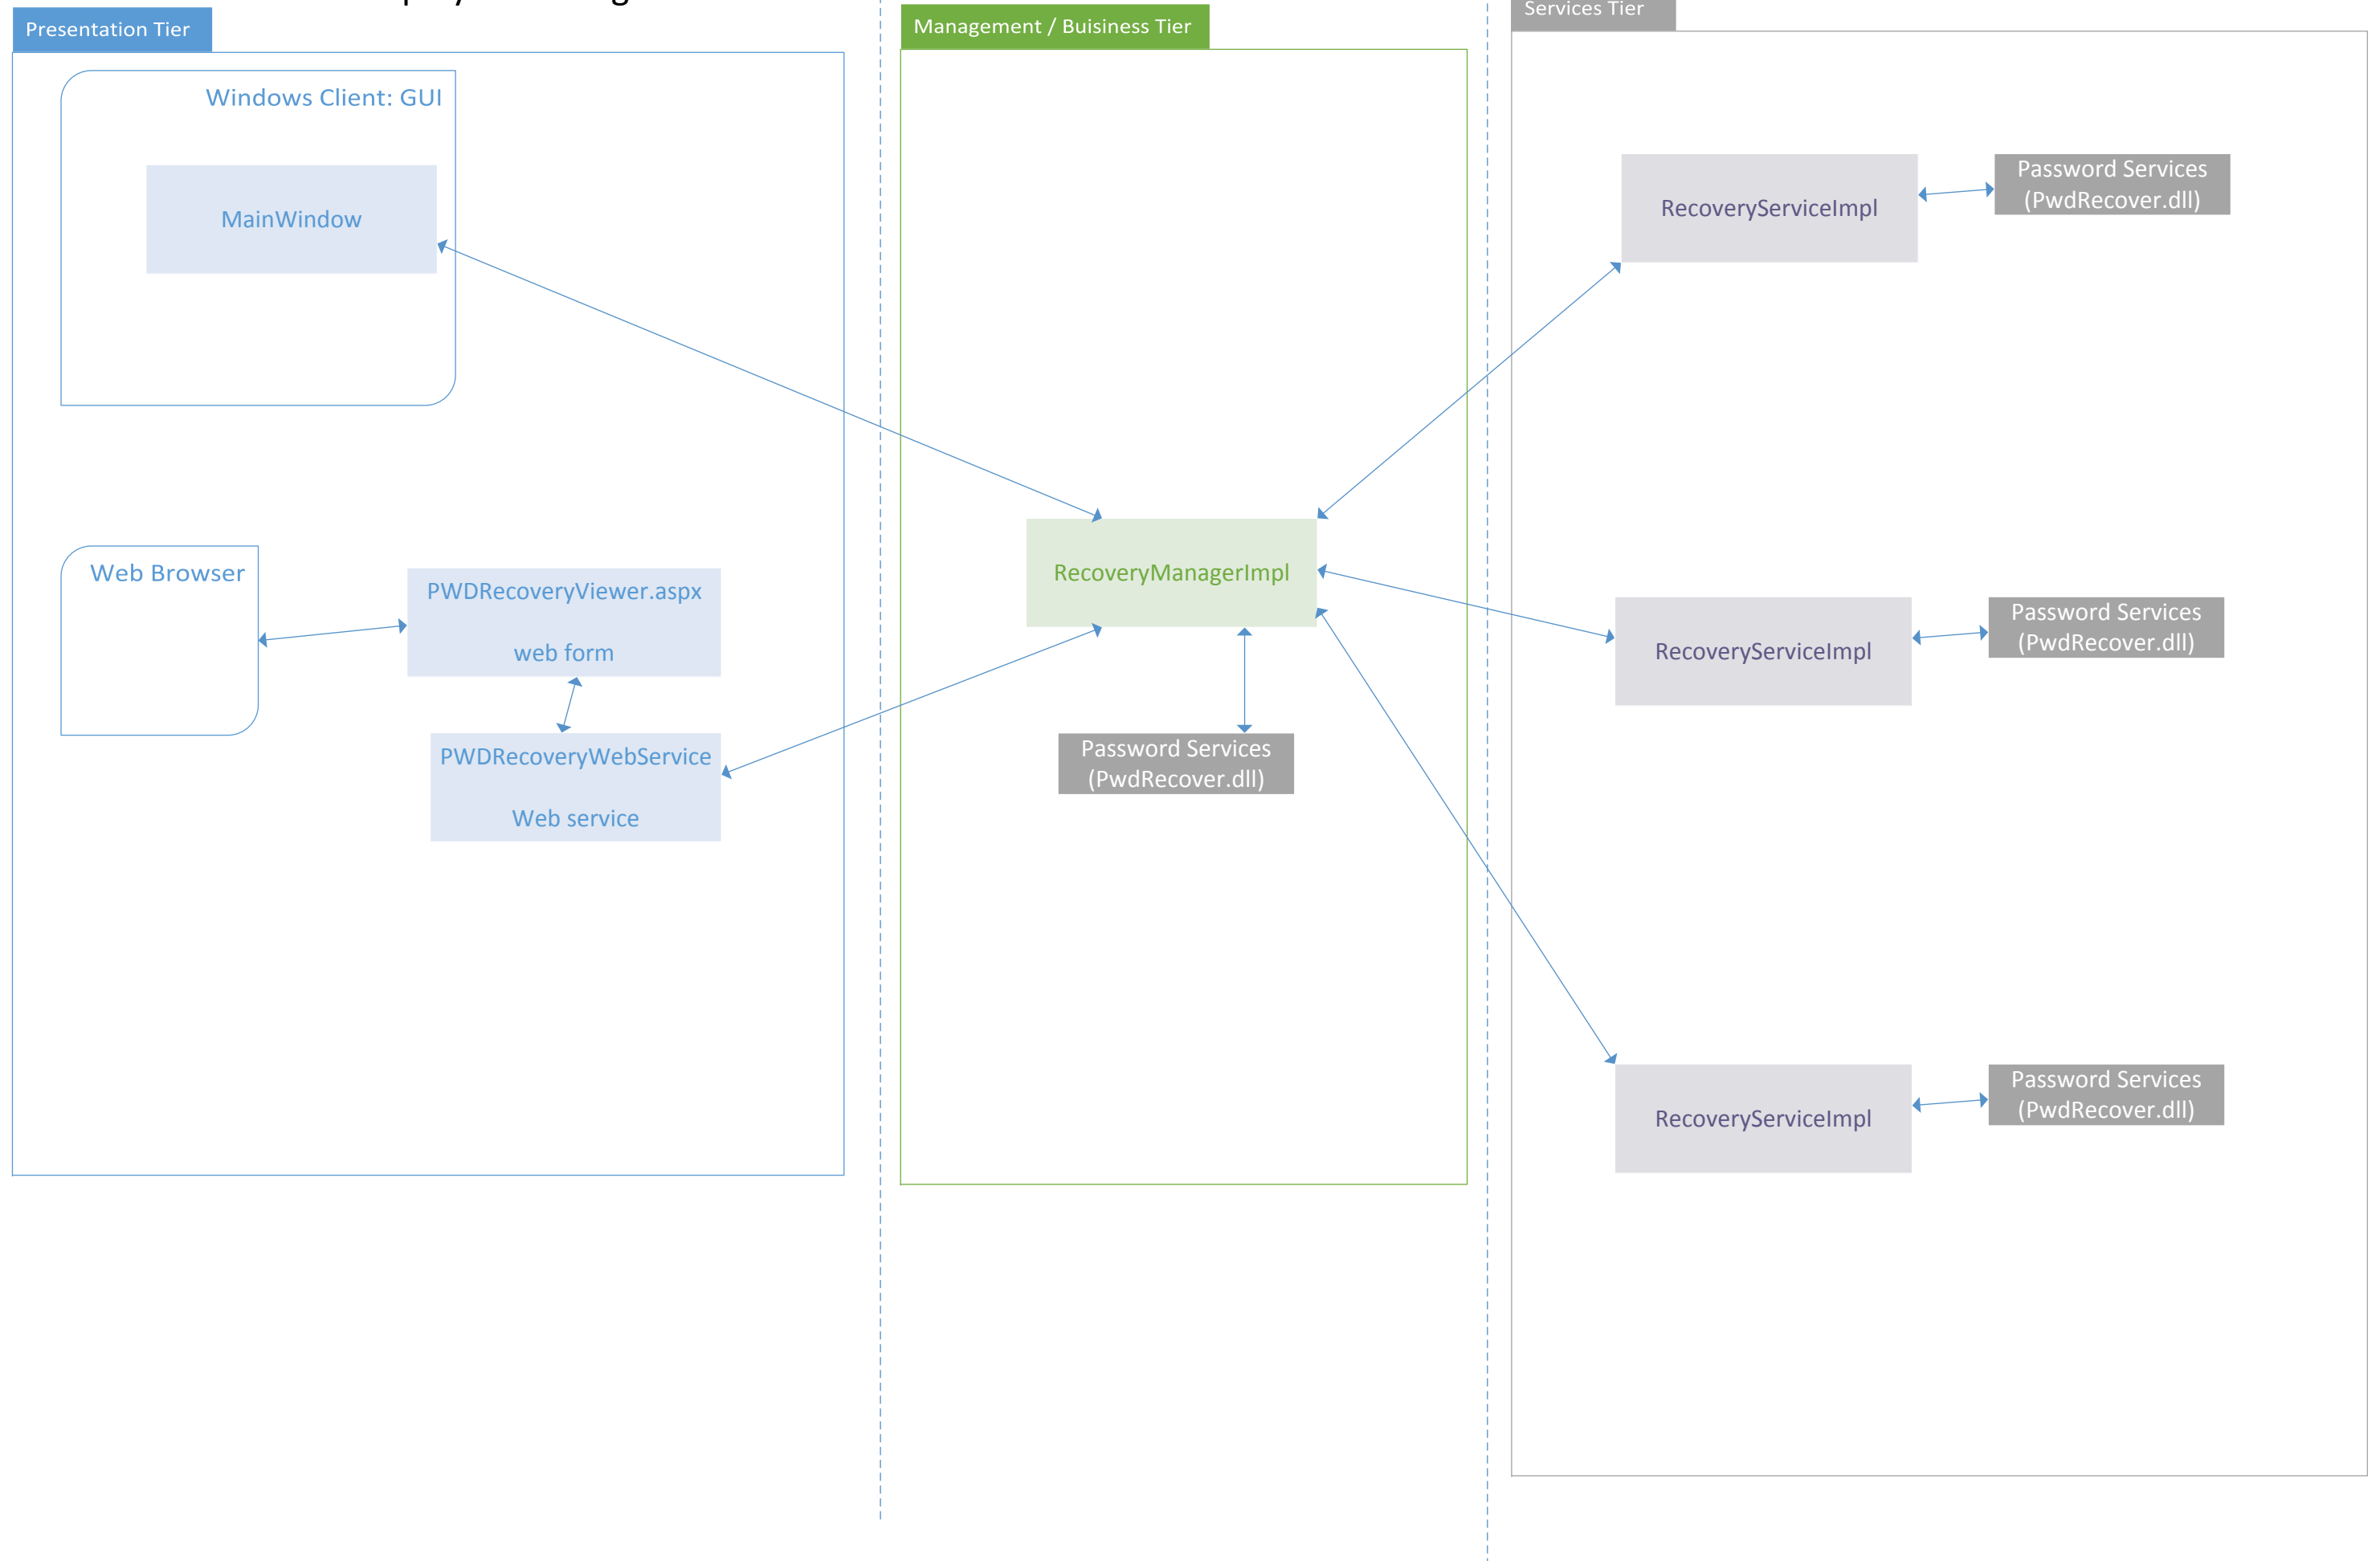 Presentation Tier
Windows Client: GUI
MainWindow
Web Browser
PWDRecoveryViewer.aspx
web form
PWDRecoveryWebService
Web service
Management / Buisiness Tier
RecoveryManagerImpl
Password Services
(PwdRecover.dll)
Services Tier
RecoveryServiceImpl
Password Services
(PwdRecover.dll)
RecoveryServiceImpl
Password Services
(PwdRecover.dll)
RecoveryServiceImpl
Password Services
(PwdRecover.dll)